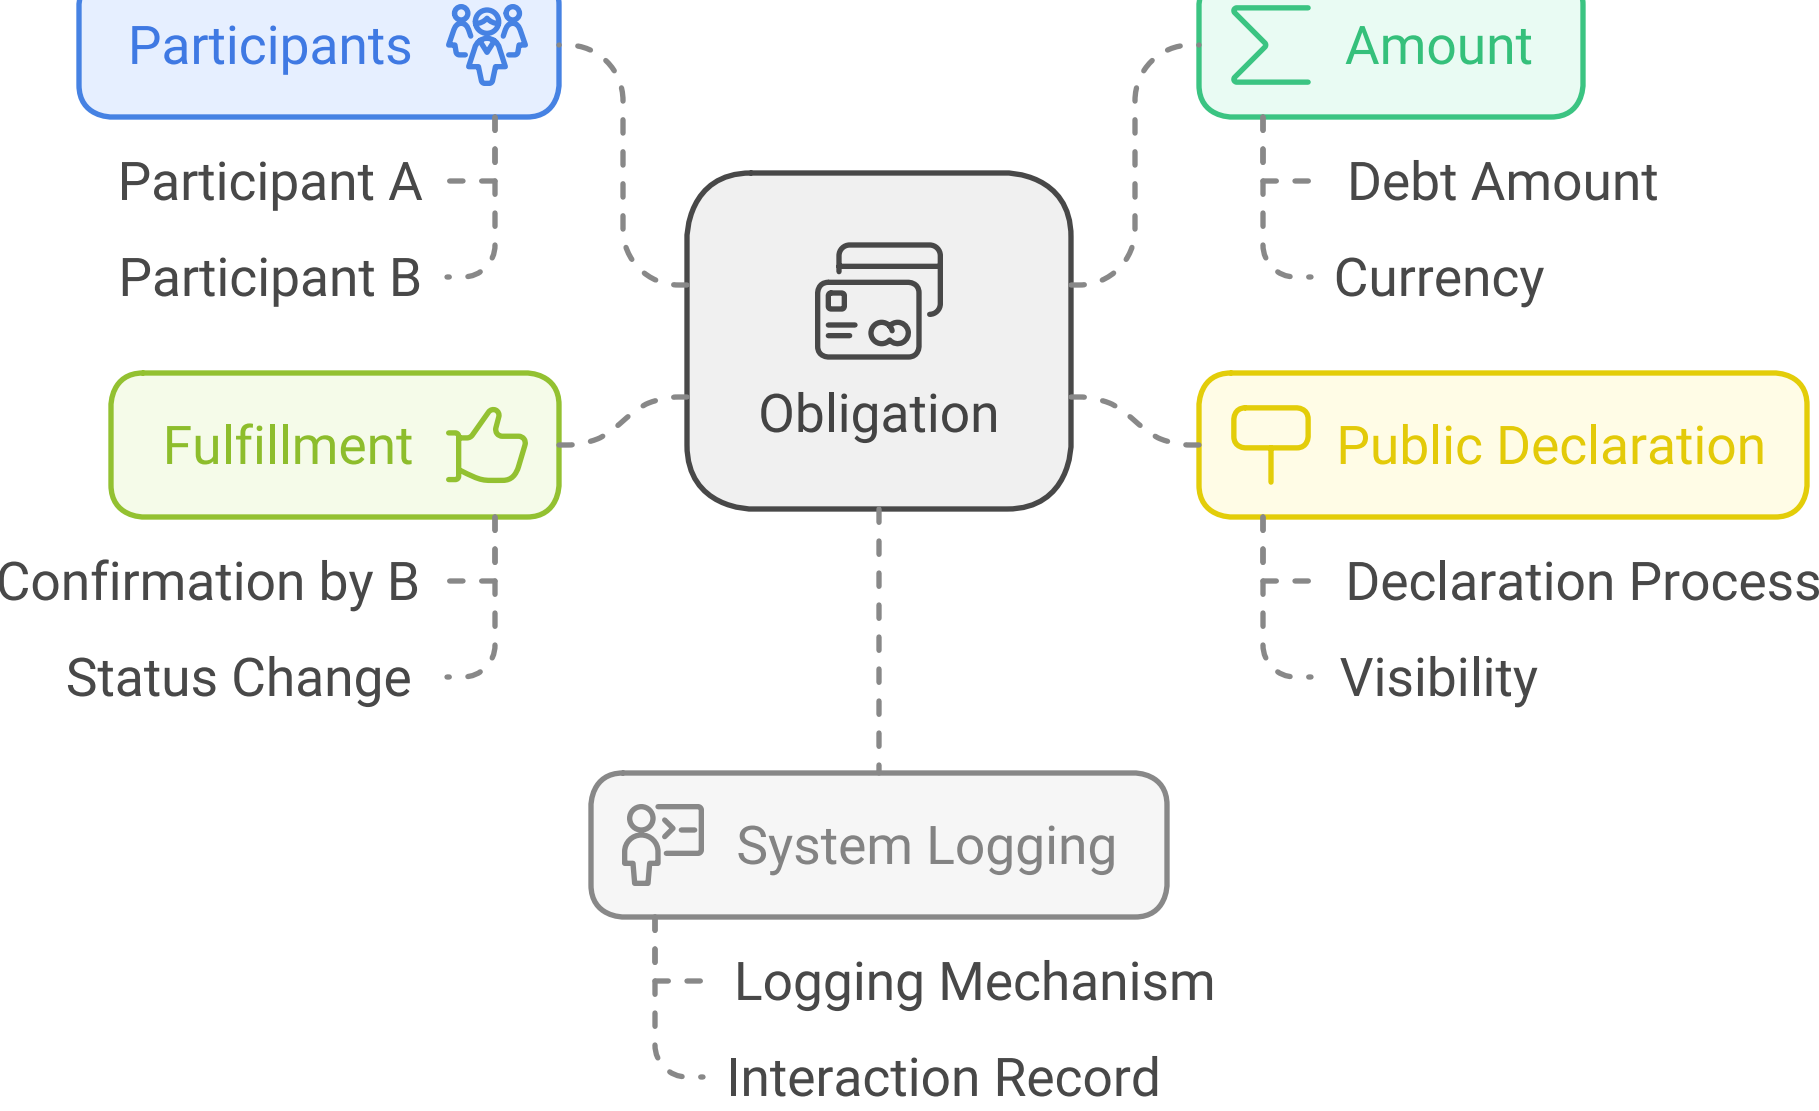 Participants
Participant A
Participant B
Amount
Debt Amount
Currency
Obligation
Fulfillment
Confirmation by B
Status Change
Public Declaration
Declaration Process
Visibility
System Logging
Logging Mechanism
Interaction Record